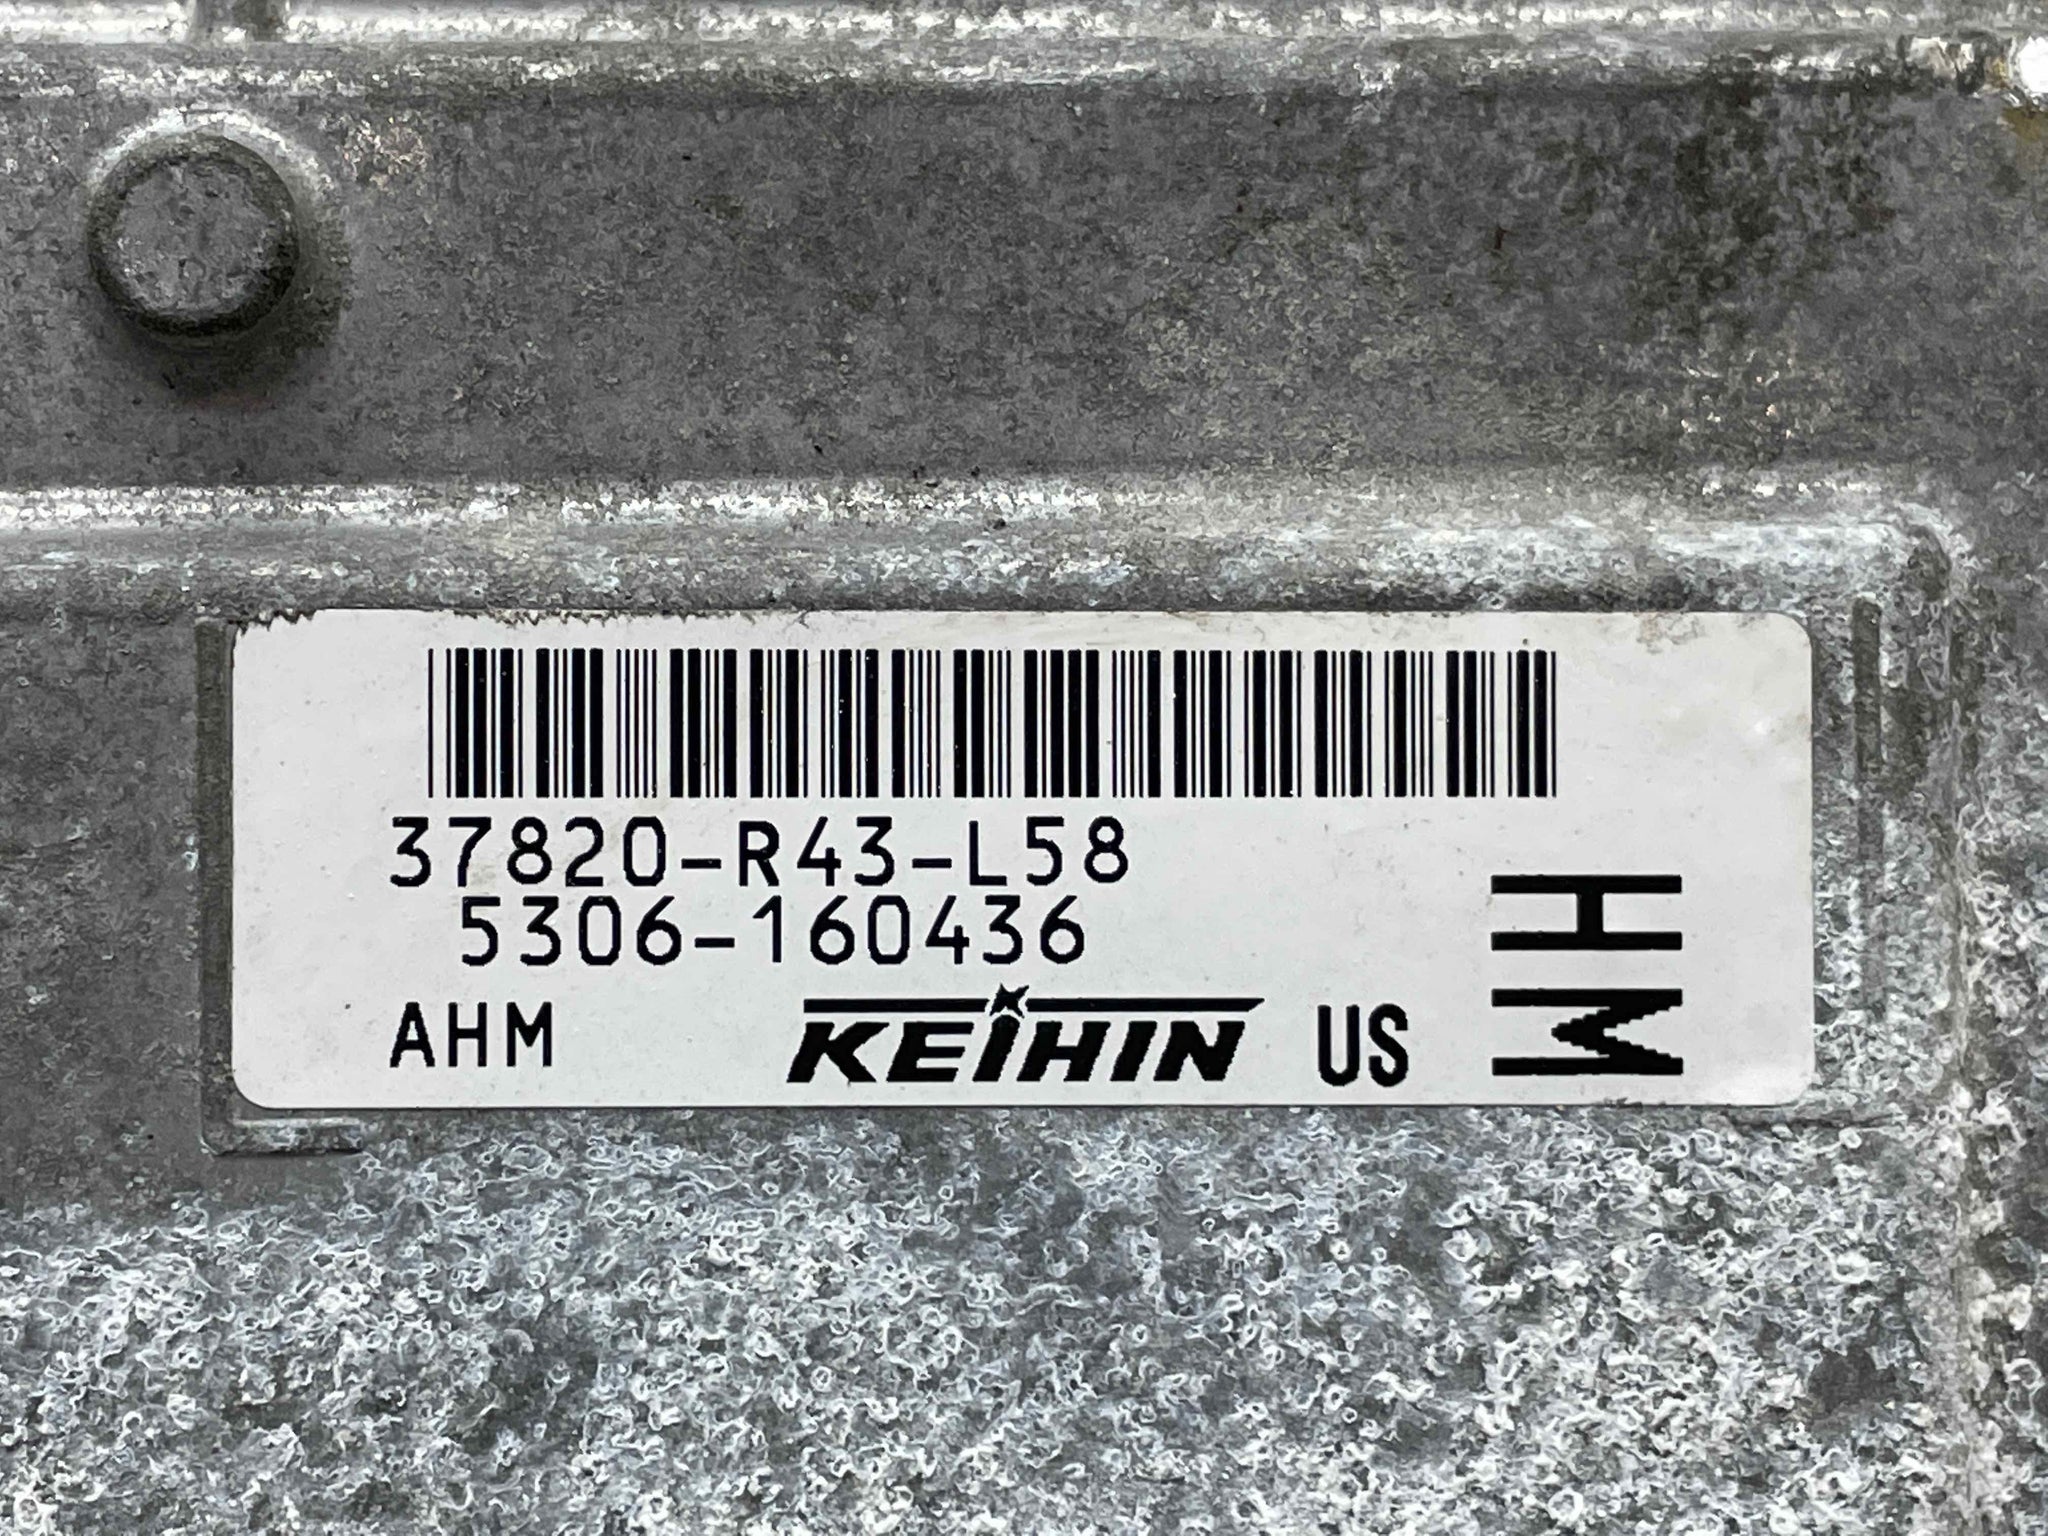 37820-R43-L58
5306-160436
AHM KEIHIN US
HM